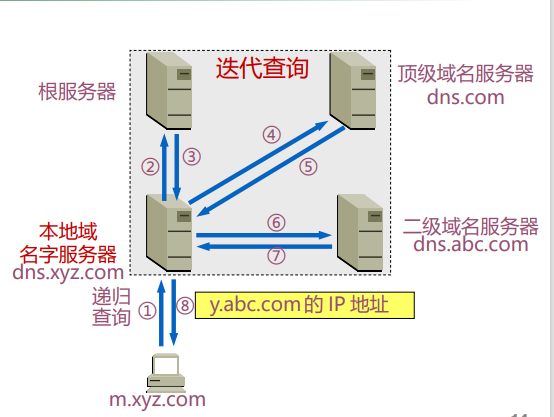 迭代查询
根服务器
顶级域名服务器
dns.com
④
②
③
⑤
本地域
名字服务器
dns.xyz.com
⑥
⑦
二级域名服务器
dns.abc.com
递归
查询
①
⑧
y.abc.com 的 IP 地址
m.xyz.com